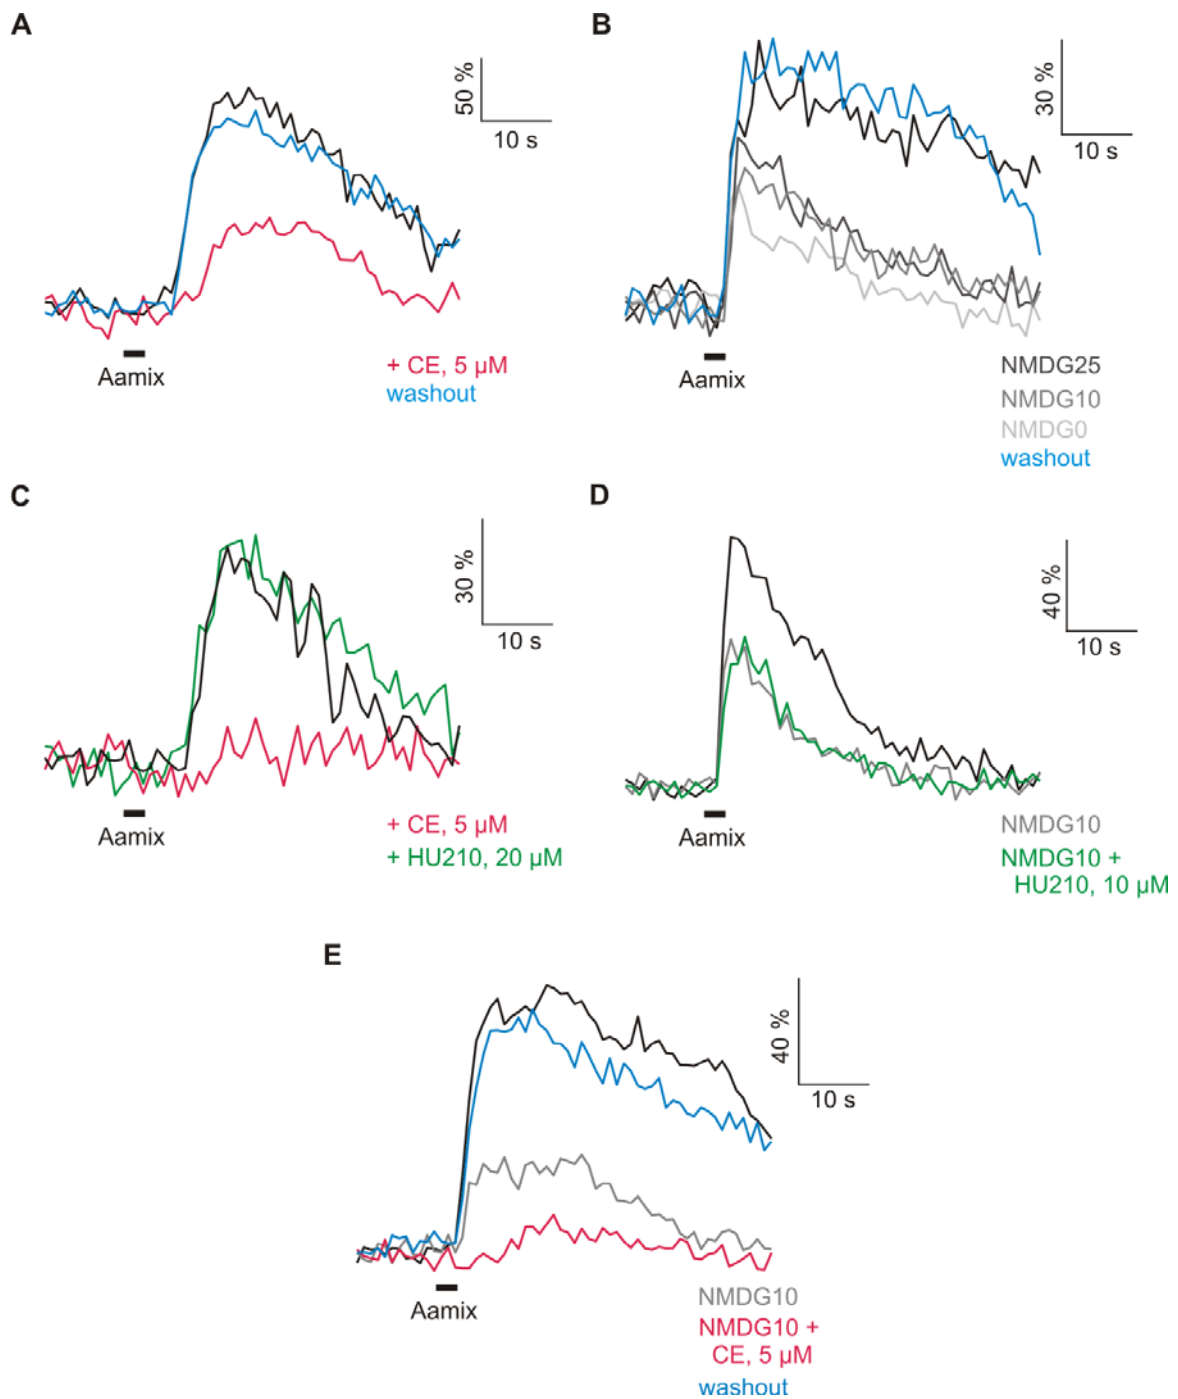 A
50 %
10 s
Aamix
+ CE, 5 µM
washout
B
30 %
10 s
Aamix
NMDG25
NMDG10
NMDG0
washout
C
30 %
10 s
Aamix
+ CE, 5 µM
+ HU210, 20 µM
D
40 %
10 s
Aamix
NMDG10
NMDG10 +
HU210, 10 µM
E
40 %
10 s
Aamix
NMDG10
NMDG10 +
CE, 5 µM
washout